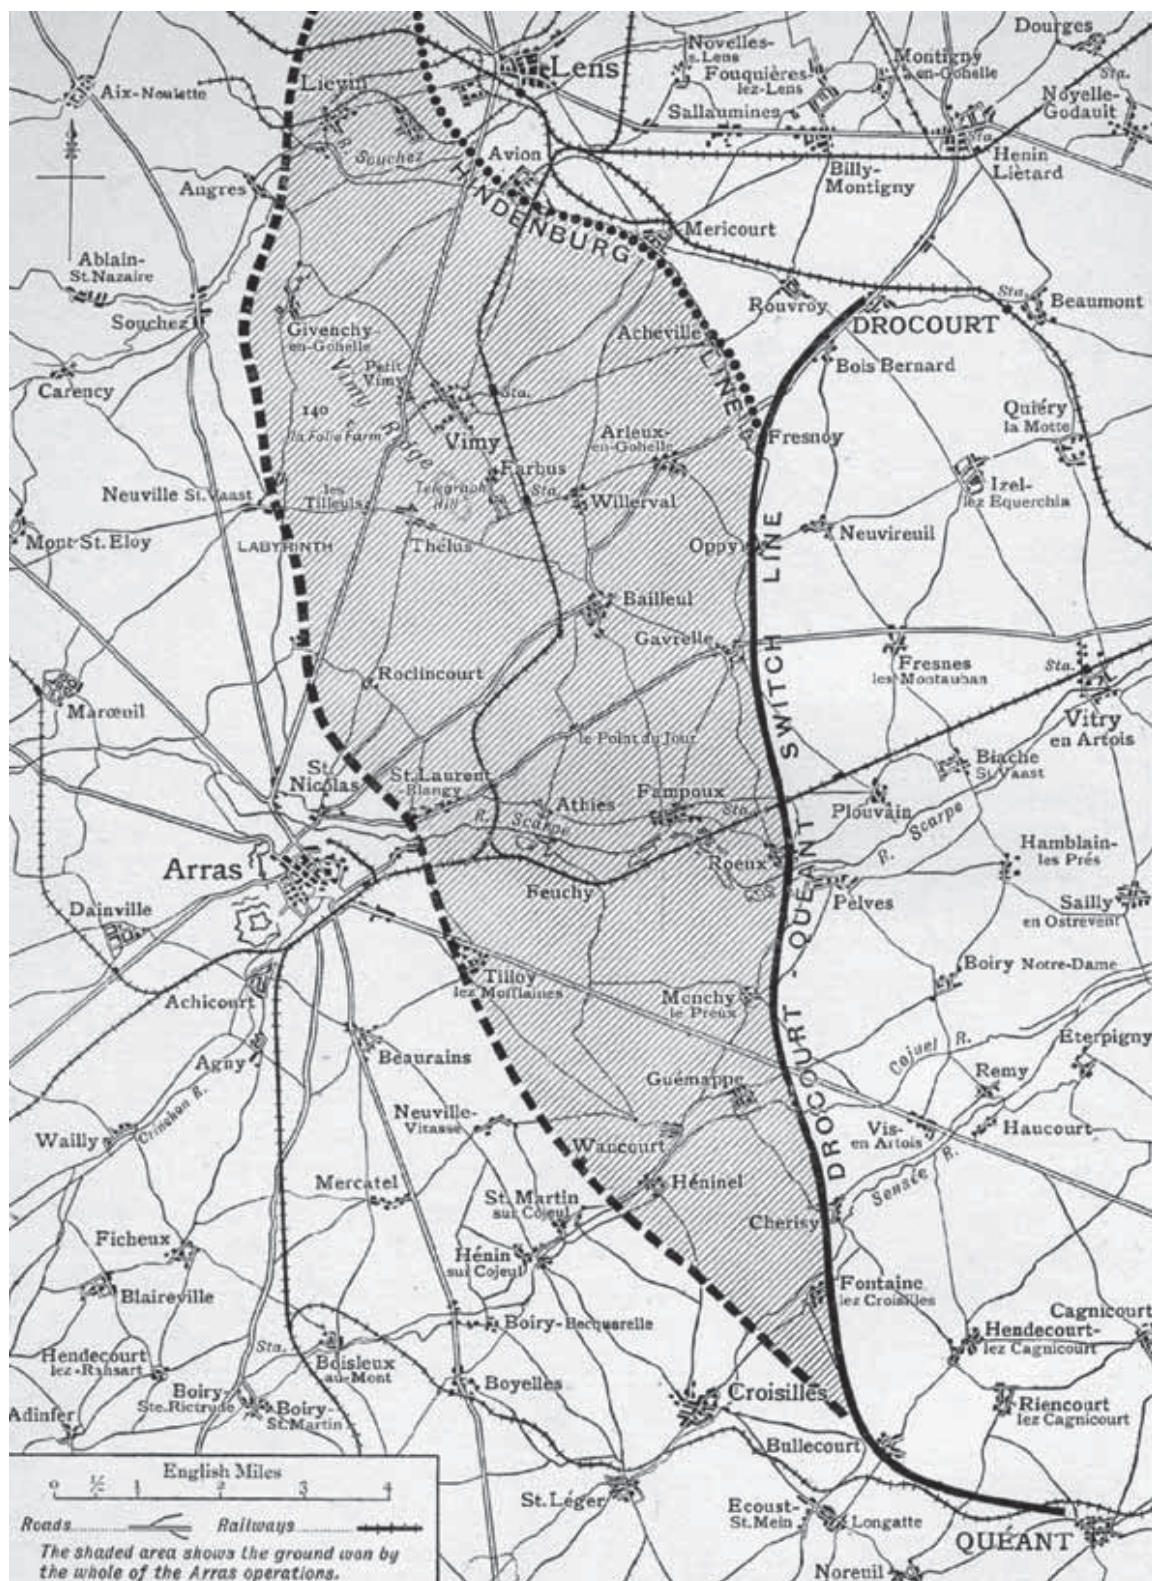 Dourges
Novelles-
s. Lens
Montigny
en-Gohelle
Lens
Fouquières-
lez-Lens
Sta.
Aix-Noulette
Lievin
Noyelle-
Godault
Sallaumines
Sta.
R.
Souchez
Avion
Henin
Liètard
Billy-
Montigny
Angres
HINDENBURG
LINE
Mericourt
Ablain-
St. Nazaire
Rouvroy
Sta.
Beaumont
Souchez
Givenchy-
en-Gohelle
Acheville
DROCOURT
Bois Bernard
Carency
Petit
Vimy
Sta.
Vimy Ridge
140
la Folie Farm
Vimy
Arleux-
en-Gohelle
Fresnoy
Quiéry
la Motte
Farbus
Neuville St. Vaast
les
Tilleuls
Telegraph
Hill
Sta.
Willerval
Izel-
lez Equerchia
Mont-St. Eloy
LABYRINTH
Thélus
Oppy
Neuvireuil
Bailleul
Gavrelle
Fresnes
les Montauban
Sta.
Roclincourt
Marœuil
Vitry
en Artois
le Point du Jour
DROCOURT-QUÉANT SWITCH LINE
Biache
St. Vaast
St.
Nicolas
St. Laurent
Blangy
Athies
Fampoux
Sta.
Plouvain
R. Scarpe
R. Scarpe
Arras
Roeux
Hamblain-
les Prés
Feuchy
Pelves
Sailly
en Ostrevent
Dainville
Tilloy
lez Mofflaines
Boiry Notre-Dame
Achicourt
Monchy
le Preux
Beaurains
Cojuel R.
Eterpigny
Agny
Guémappe
Remy
Crinchon R.
Neuville-
Vitasse
Wailly
Wancourt
Vis-
en Artois
Haucourt
Mercatel
Héninel
Sensée R.
St. Martin
sur Cojeul
Cherisy
Ficheux
Hénin
sur Cojeul
Blaireville
Fontaine
lez Croisilles
Cagnicourt
Boiry-Becquerelle
Hendecourt-
lez Cagnicourt
Hendecourt
lez-Ransart
Sta.
Boisleux
au-Mont
Boyelles
Croisilles
Boiry-
Ste. Rictrude
Boiry-
St. Martin
Riencourt
lez Cagnicourt
Adinfer
Bullecourt
English Miles
0 ½ 1 2 3 4
St. Léger
Ecoust-
St. Mein
Longatte
QUÉANT
Roads
Railways
Noreuil
The shaded area shows the ground won by
the whole of the Arras operations.